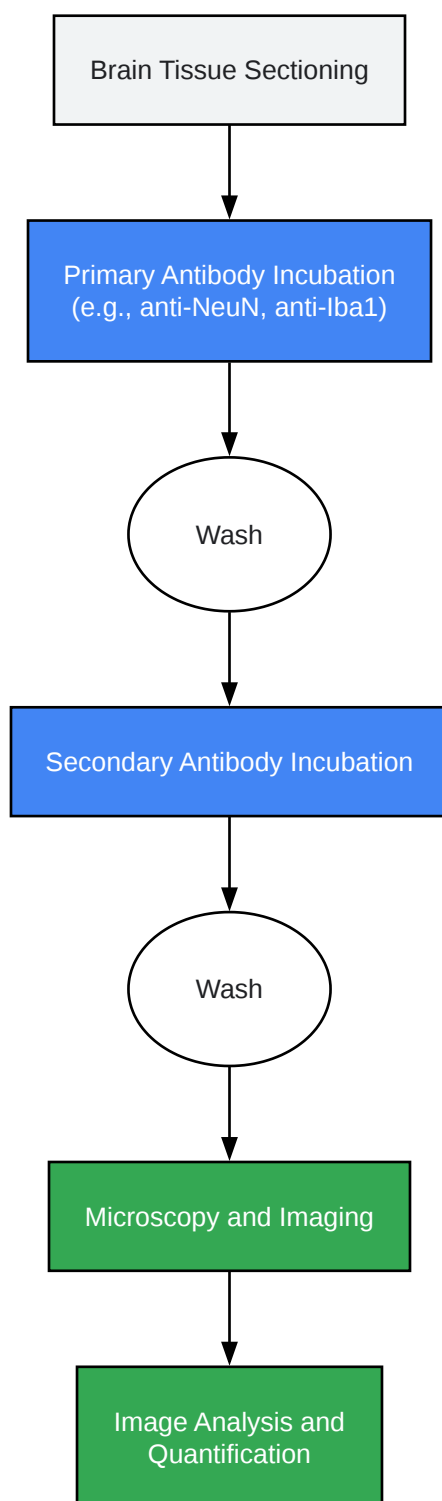 Brain Tissue Sectioning
Primary Antibody Incubation
(e.g., anti-NeuN, anti-Iba1)
Wash
Secondary Antibody Incubation
Wash
Microscopy and Imaging
Image Analysis and
Quantification